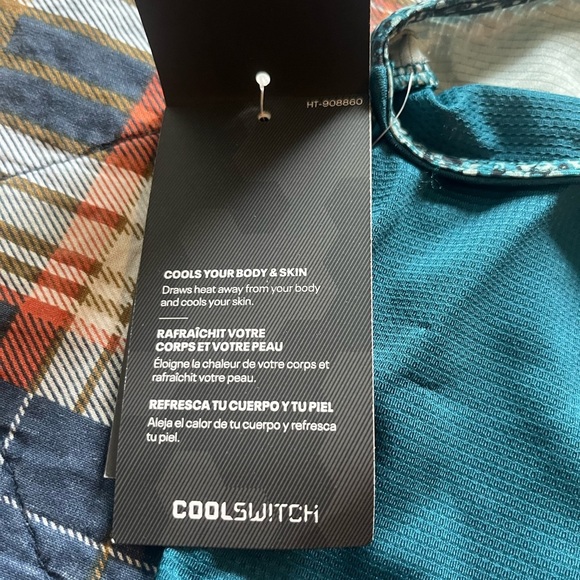 HT-908860
COOLS YOUR BODY & SKIN
Draws heat away from your body
and cools your skin.
RAFRAÎCHIT VOTRE
CORPS ET VOTRE PEAU
Éloigne la chaleur de votre corps et
rafraîchit votre peau.
REFRESCA TU CUERPO Y TU PIEL
Aleja el calor de tu cuerpo y refresca
tu piel.
COOLSWITCH